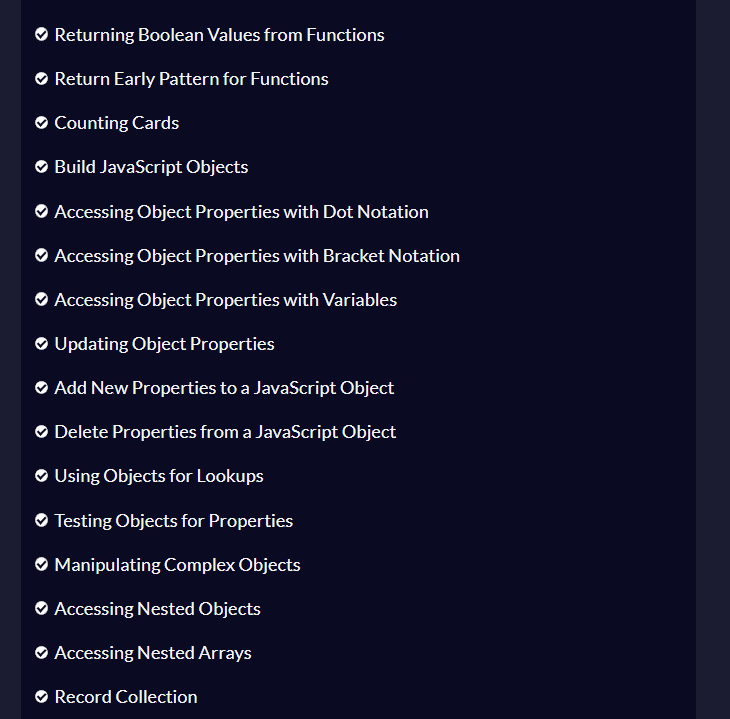 Returning Boolean Values from Functions
Return Early Pattern for Functions
Counting Cards
Build JavaScript Objects
Accessing Object Properties with Dot Notation
Accessing Object Properties with Bracket Notation
Accessing Object Properties with Variables
Updating Object Properties
Add New Properties to a JavaScript Object
Delete Properties from a JavaScript Object
Using Objects for Lookups
Testing Objects for Properties
Manipulating Complex Objects
Accessing Nested Objects
Accessing Nested Arrays
Record Collection